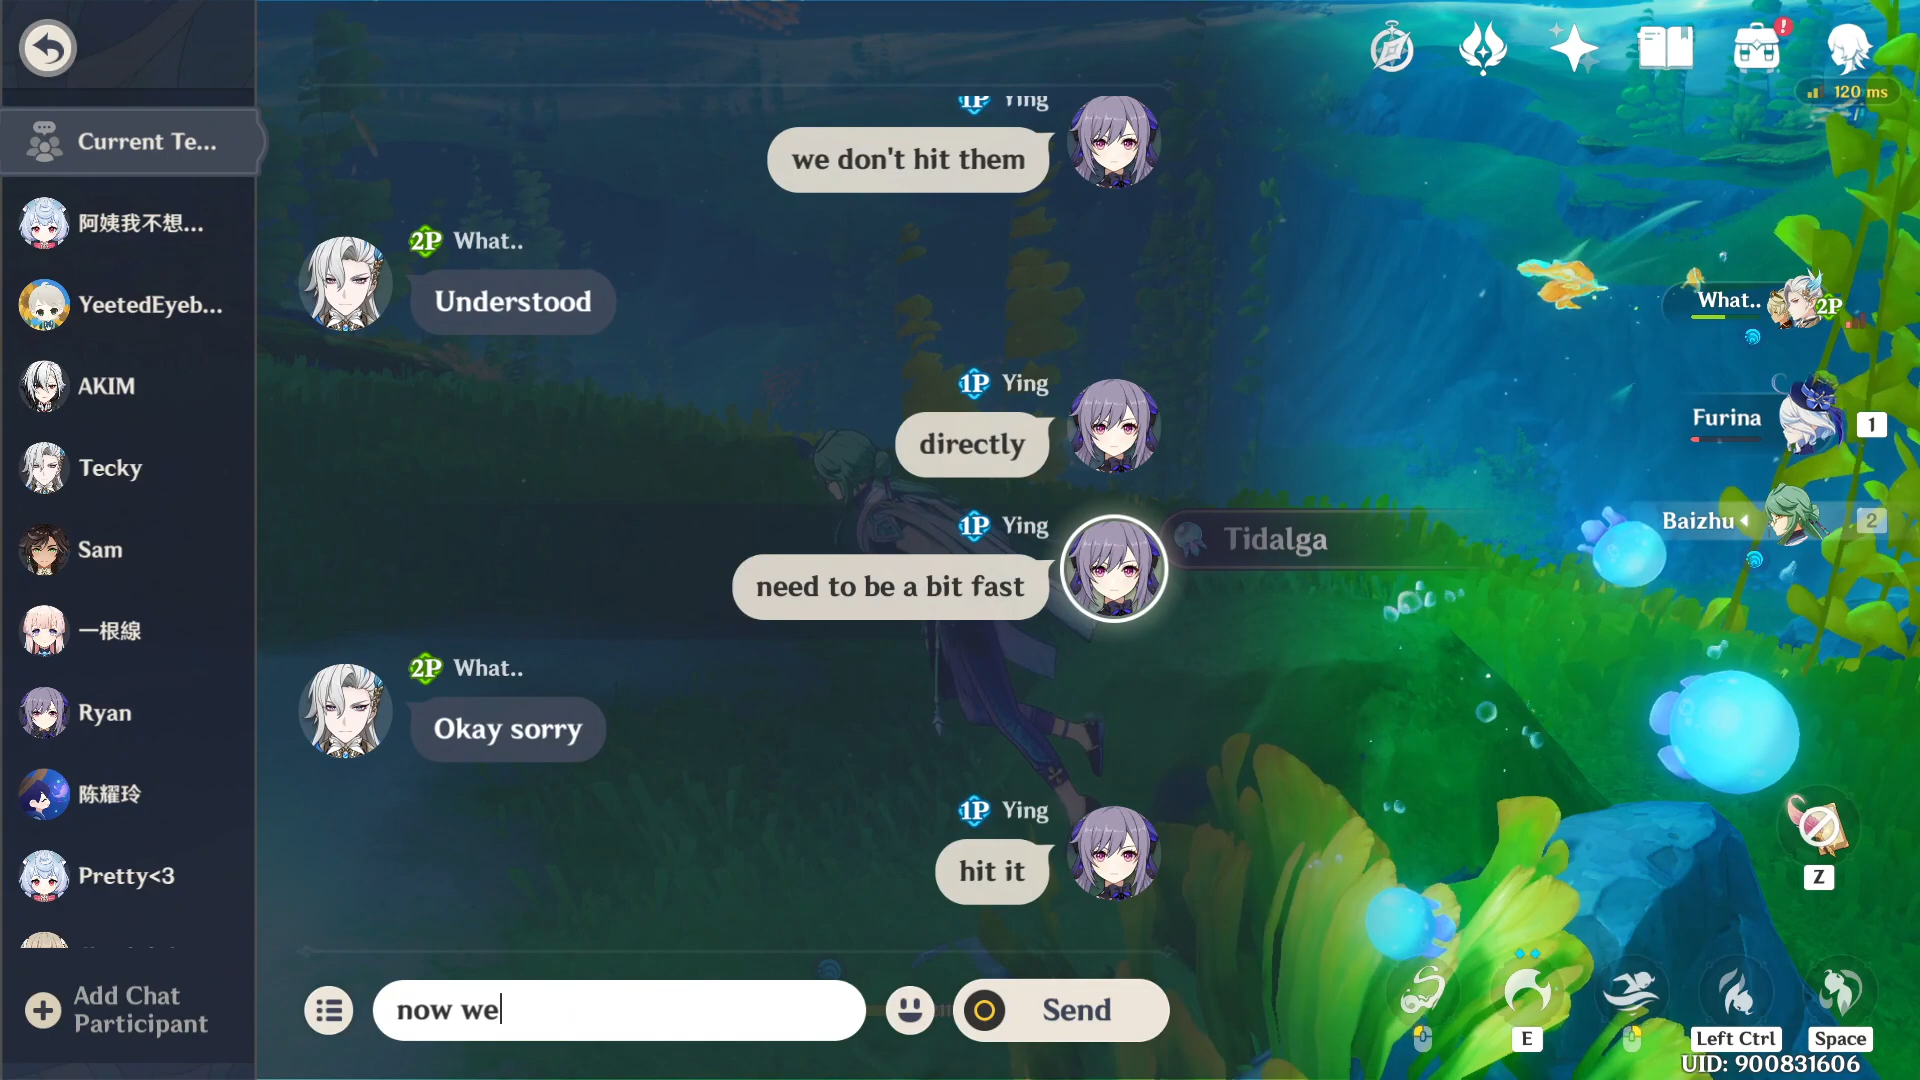 Current Te...
阿姨我不想...
YeetedEyeb...
AKIM
Tecky
Sam
一根線
Ryan
陈耀玲
Pretty<3
Add Chat
Participant
1P Ying
we don't hit them
2P What..
Understood
1P Ying
directly
1P Ying
need to be a bit fast
2P What..
Okay sorry
1P Ying
hit it
now we
Send
Tidalga
120 ms
What..
2P
Furina
1
Baizhu
2
Z
E
Left Ctrl
Space
UID: 900831606